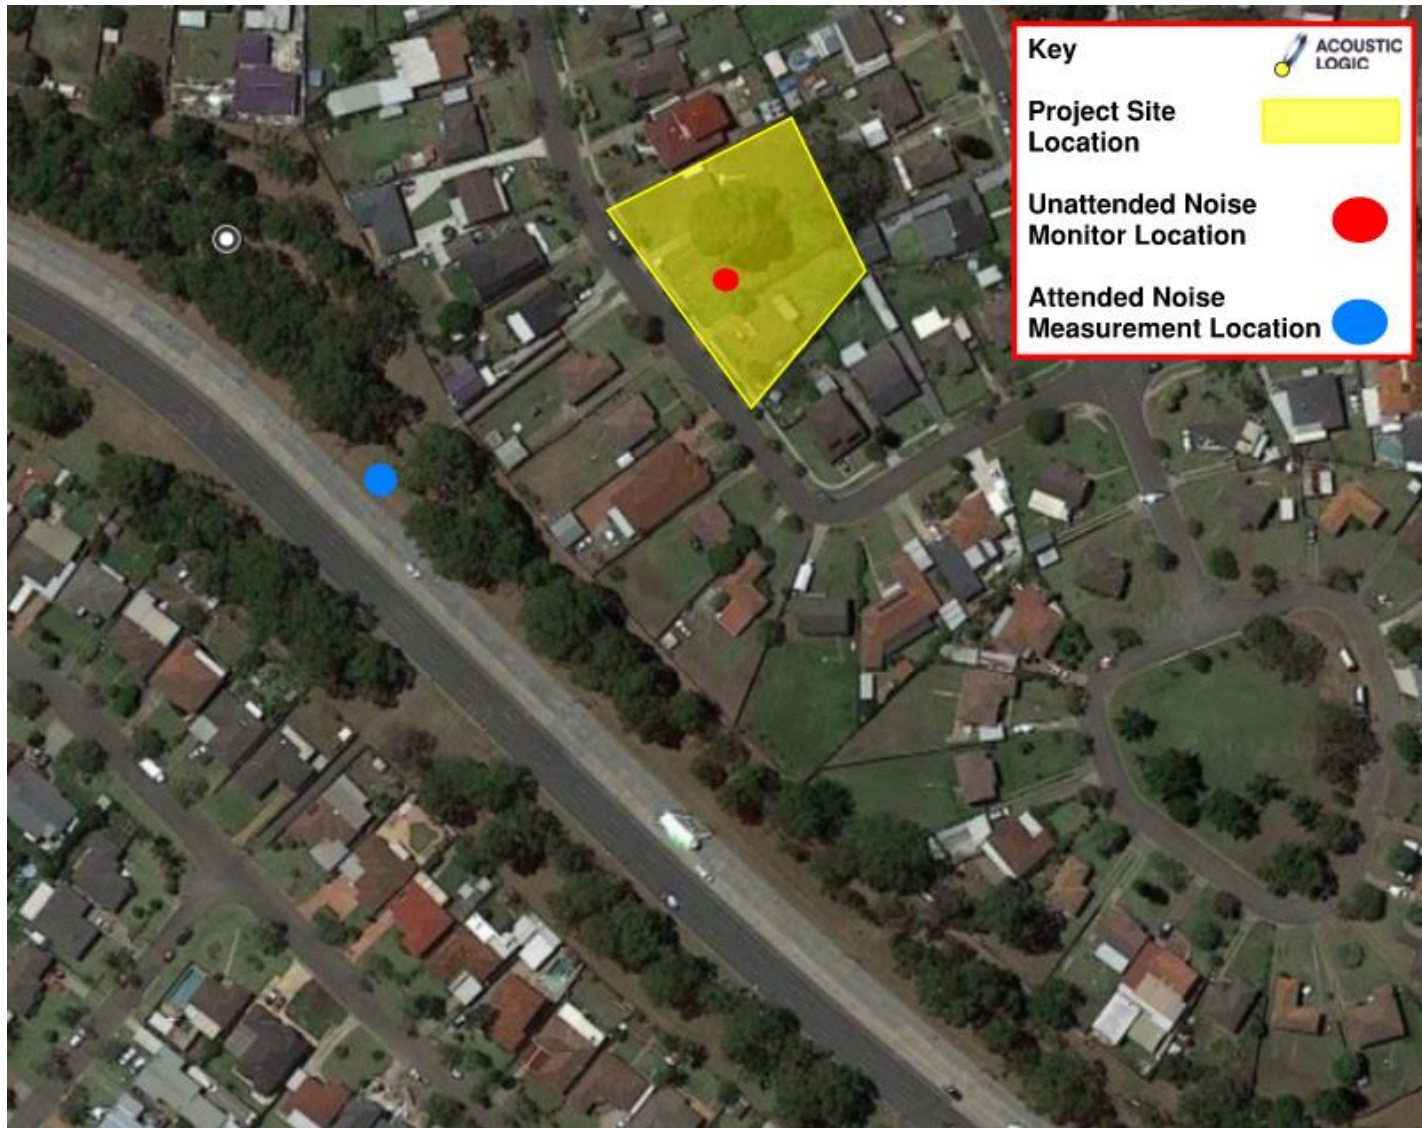 Key
ACOUSTIC
LOGIC
Project Site
Location
Unattended Noise
Monitor Location
Attended Noise
Measurement Location